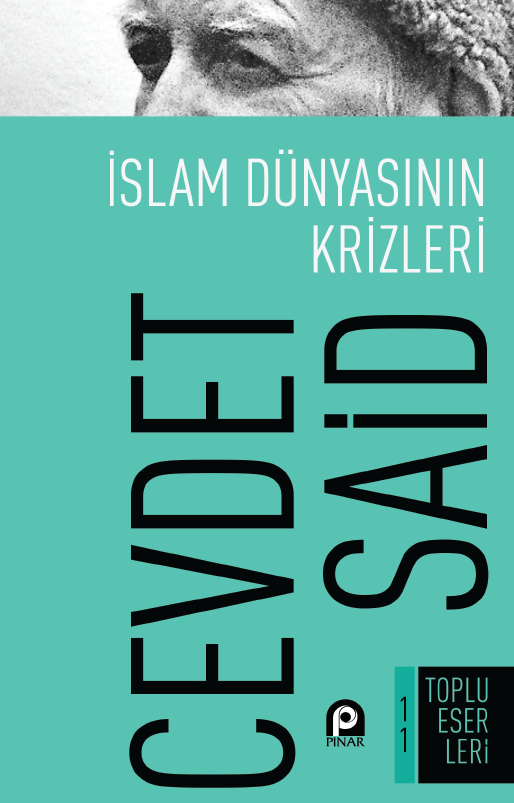 İSLAM DÜNYASININ
KRİZLERİ
CEVDET
SAİD
PINAR
11
TOPLU
ESER
LERİ